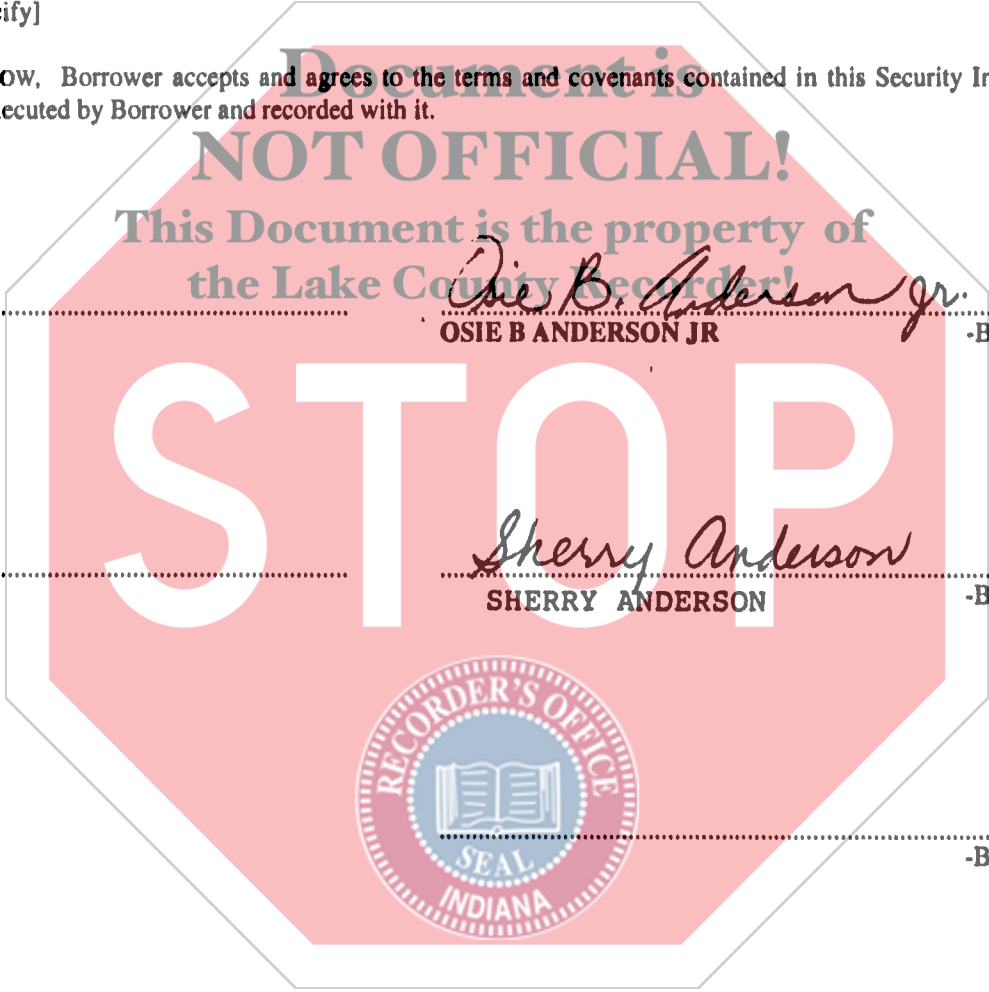 ify]
Document is
OW, Borrower accepts and agrees to the terms and covenants contained in this Security In
ecuted by Borrower and recorded with it.
NOT OFFICIAL!
This Document is the property of
the Lake County Recorder!
Osie B. Anderson Jr.
OSIE B ANDERSON JR -B
STOP
Sherry Anderson
SHERRY ANDERSON -B
RECORDER'S OFFICE
SEAL
INDIANA
-B